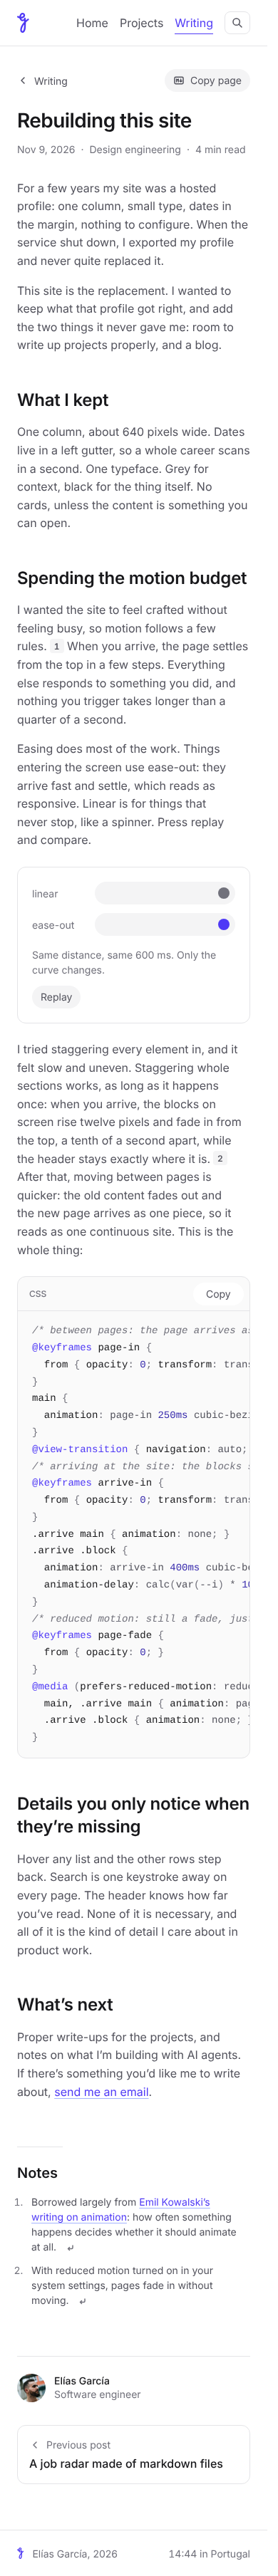 Home Projects Writing
Writing Copy page
Rebuilding this site
Nov 9, 2026 · Design engineering · 4 min read
For a few years my site was a hosted
profile: one column, small type, dates in
the margin, nothing to configure. When the
service shut down, I exported my profile
and never quite replaced it.
This site is the replacement. I wanted to
keep what that profile got right, and add
the two things it never gave me: room to
write up projects properly, and a blog.
What I kept
One column, about 640 pixels wide. Dates
live in a left gutter, so a whole career scans
in a second. One typeface. Grey for
context, black for the thing itself. No
cards, unless the content is something you
can open.
Spending the motion budget
I wanted the site to feel crafted without
feeling busy, so motion follows a few
rules. 1 When you arrive, the page settles
from the top in a few steps. Everything
else responds to something you did, and
nothing you trigger takes longer than a
quarter of a second.
Easing does most of the work. Things
entering the screen use ease-out: they
arrive fast and settle, which reads as
responsive. Linear is for things that
never stop, like a spinner. Press replay
and compare.
linear
ease-out
Same distance, same 600 ms. Only the
curve changes.
Replay
I tried staggering every element in, and it
felt slow and uneven. Staggering whole
sections works, as long as it happens
once: when you arrive, the blocks on
screen rise twelve pixels and fade in from
the top, a tenth of a second apart, while
the header stays exactly where it is. 2
After that, moving between pages is
quicker: the old content fades out and
the new page arrives as one piece, so it
reads as one continuous site. This is the
whole thing:
CSS Copy
/* between pages: the page arrives as
@keyframes page-in {
from { opacity: 0; transform: trans
}
main {
animation: page-in 250ms cubic-bezi
}
@view-transition { navigation: auto;
/* arriving at the site: the blocks s
@keyframes arrive-in {
from { opacity: 0; transform: trans
}
.arrive main { animation: none; }
.arrive .block {
animation: arrive-in 400ms cubic-be
animation-delay: calc(var(--i) * 10
}
/* reduced motion: still a fade, jus
@keyframes page-fade {
from { opacity: 0; }
}
@media (prefers-reduced-motion: reduc
main, .arrive main { animation: pag
.arrive .block { animation: none; }
}
Details you only notice when
they’re missing
Hover any list and the other rows step
back. Search is one keystroke away on
every page. The header knows how far
you’ve read. None of it is necessary, and
all of it is the kind of detail I care about in
product work.
What’s next
Proper write-ups for the projects, and
notes on what I’m building with AI agents.
If there’s something you’d like me to write
about, send me an email.
Notes
1. Borrowed largely from Emil Kowalski’s
writing on animation: how often something
happens decides whether it should animate
at all. ↩
2. With reduced motion turned on in your
system settings, pages fade in without
moving. ↩
Elías García
Software engineer
Previous post
A job radar made of markdown files
Elías García, 2026 14:44 in Portugal